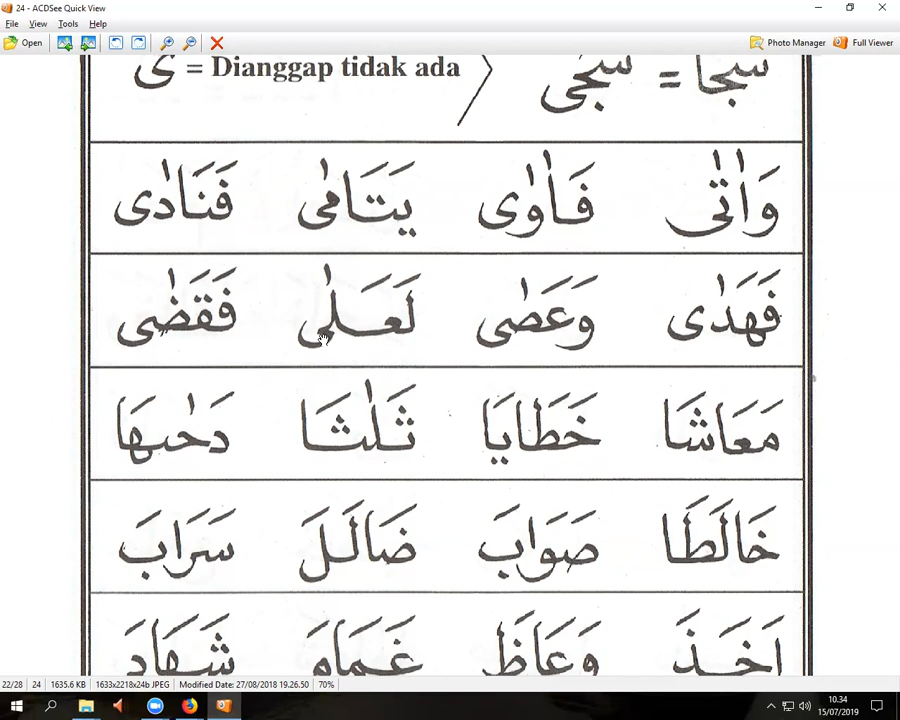 24 - ACDSee Quick View
File View Tools Help
Open Photo Manager Full Viewer
سَجَا = سَجٰى ى = Dianggap tidak ada
وَاٰتٰى فَاٰوٰى يَتَامٰى فَنَادٰى
فَهَدٰى وَعَصٰى لَعَلٰى فَقَضٰى
مَعَاشَا خَطَايَا ثَلٰثَا دَحٰىهَا
خَالَطَا صَوَابَ ضَالَلَ سَرَابَ
اَخَذَ وَعَاظَ غَمَامَ شَهَادَ
22/28 24 1635.6 KB 1633x2218x24b JPEG Modified Date: 27/08/2018 19.26.50 70%
10.34
15/07/2019